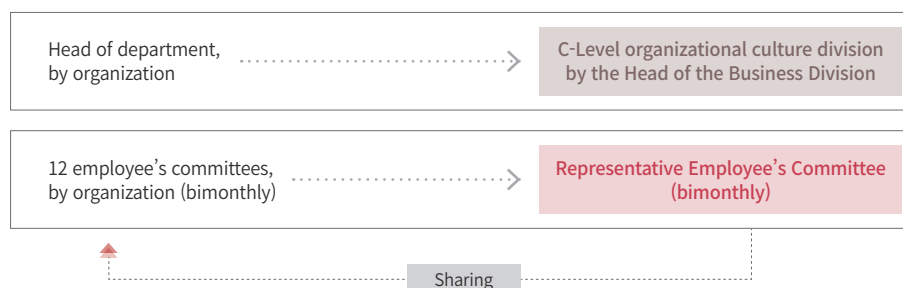 Head of department,
by organization
C-Level organizational culture division
by the Head of the Business Division
12 employee’s committees,
by organization (bimonthly)
Representative Employee’s Committee
(bimonthly)
Sharing